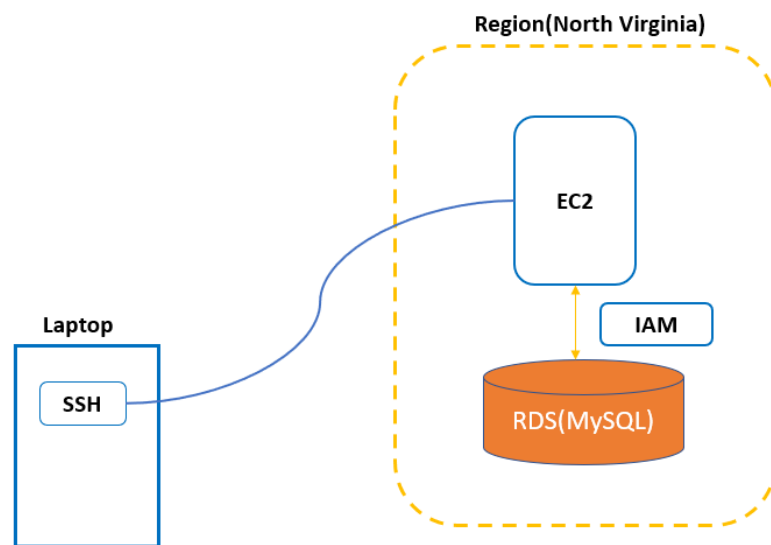 Region(North Virginia)
EC2
IAM
Laptop
SSH
RDS(MySQL)